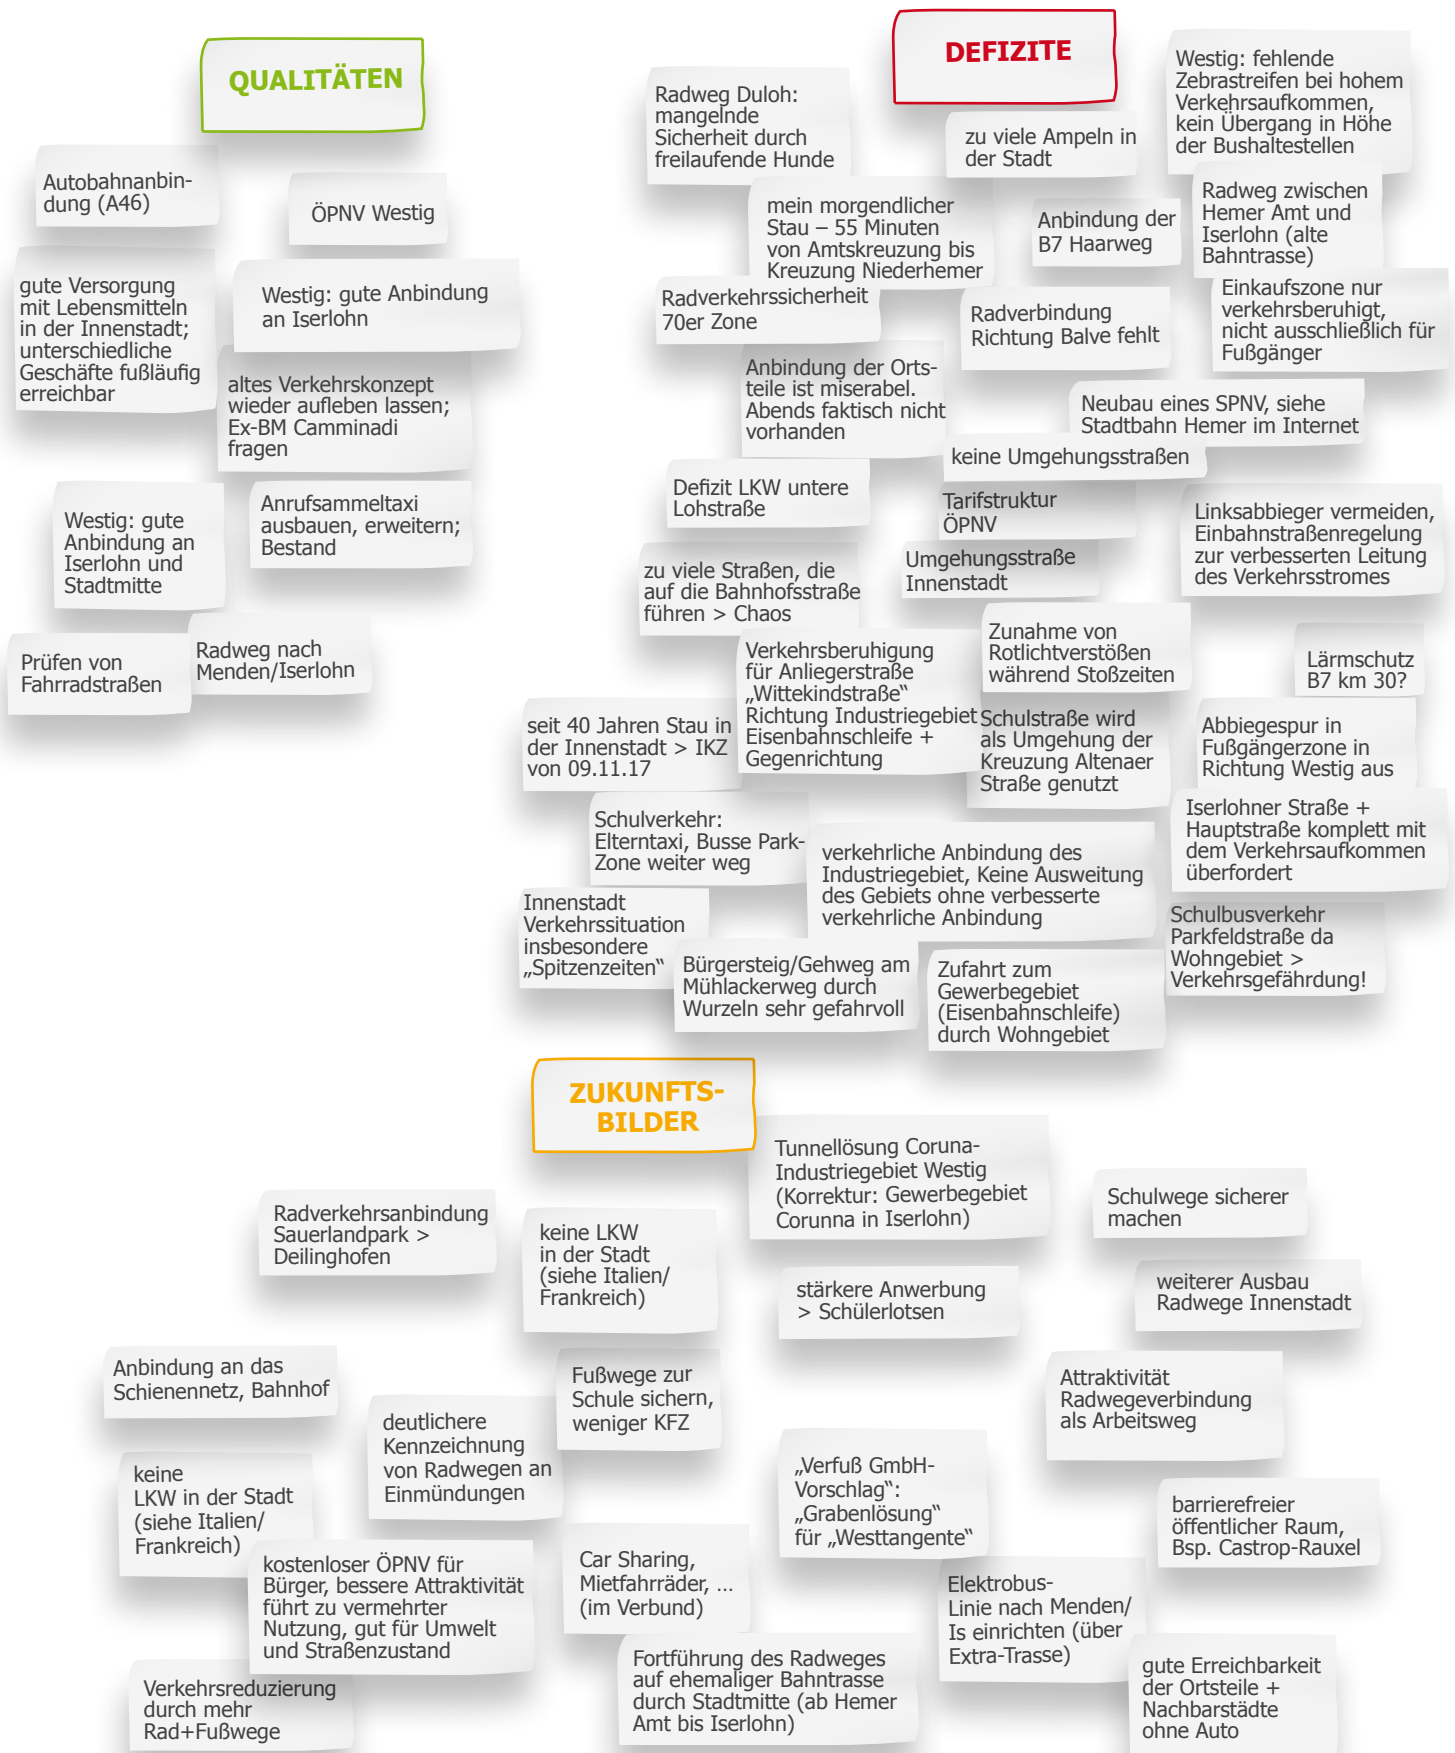 QUALITÄTEN
Autobahnanbin-
dung (A46)
ÖPNV Westig
gute Versorgung
mit Lebensmitteln
in der Innenstadt;
unterschiedliche
Geschäfte fußläufig
erreichbar
Westig: gute Anbindung
an Iserlohn
altes Verkehrskonzept
wieder aufleben lassen;
Ex-BM Camminadi
fragen
Westig: gute
Anbindung an
Iserlohn und
Stadtmitte
Anrufsammeltaxi
ausbauen, erweitern;
Bestand
Prüfen von
Fahrradstraßen
Radweg nach
Menden/Iserlohn
DEFIZITE
Radweg Duloh:
mangelnde
Sicherheit durch
freilaufende Hunde
zu viele Ampeln in
der Stadt
Westig: fehlende
Zebrastreifen bei hohem
Verkehrsaufkommen,
kein Übergang in Höhe
der Bushaltestellen
mein morgendlicher
Stau – 55 Minuten
von Amtskreuzung bis
Kreuzung Niederhemer
Anbindung der
B7 Haarweg
Radweg zwischen
Hemer Amt und
Iserlohn (alte
Bahntrasse)
Radverkehrssicherheit
70er Zone
Radverbindung
Richtung Balve fehlt
Einkaufszone nur
verkehrsberuhigt,
nicht ausschließlich für
Fußgänger
Anbindung der Orts-
teile ist miserabel.
Abends faktisch nicht
vorhanden
Neubau eines SPNV, siehe
Stadtbahn Hemer im Internet
keine Umgehungsstraßen
Defizit LKW untere
Lohstraße
Tarifstruktur
ÖPNV
Linksabbieger vermeiden,
Einbahnstraßenregelung
zur verbesserten Leitung
des Verkehrsstromes
zu viele Straßen, die
auf die Bahnhofsstraße
führen > Chaos
Umgehungsstraße
Innenstadt
Verkehrsberuhigung
für Anliegerstraße
„Wittekindstraße“
Richtung Industriegebiet
Eisenbahnschleife +
Gegenrichtung
Zunahme von
Rotlichtverstößen
während Stoßzeiten
Lärmschutz
B7 km 30?
seit 40 Jahren Stau in
der Innenstadt > IKZ
von 09.11.17
Schulstraße wird
als Umgehung der
Kreuzung Altenaer
Straße genutzt
Abbiegespur in
Fußgängerzone in
Richtung Westig aus
Schulverkehr:
Elterntaxi, Busse Park-
Zone weiter weg
verkehrliche Anbindung des
Industriegebiet, Keine Ausweitung
des Gebiets ohne verbesserte
verkehrliche Anbindung
Iserlohner Straße +
Hauptstraße komplett mit
dem Verkehrsaufkommen
überfordert
Innenstadt
Verkehrssituation
insbesondere
„Spitzenzeiten“
Bürgersteig/Gehweg am
Mühlackerweg durch
Wurzeln sehr gefahrvoll
Zufahrt zum
Gewerbegebiet
(Eisenbahnschleife)
durch Wohngebiet
Schulbusverkehr
Parkfeldstraße da
Wohngebiet >
Verkehrsgefährdung!
ZUKUNFTS-
BILDER
Tunnellösung Coruna-
Industriegebiet Westig
(Korrektur: Gewerbegebiet
Corunna in Iserlohn)
Schulwege sicherer
machen
Radverkehrsanbindung
Sauerlandpark >
Deilinghofen
keine LKW
in der Stadt
(siehe Italien/
Frankreich)
stärkere Anwerbung
> Schülerlotsen
weiterer Ausbau
Radwege Innenstadt
Anbindung an das
Schienennetz, Bahnhof
Fußwege zur
Schule sichern,
weniger KFZ
Attraktivität
Radwegeverbindung
als Arbeitsweg
deutlichere
Kennzeichnung
von Radwegen an
Einmündungen
keine
LKW in der Stadt
(siehe Italien/
Frankreich)
„Verfuß GmbH-
Vorschlag“:
„Grabenlösung“
für „Westtangente“
barrierefreier
öffentlicher Raum,
Bsp. Castrop-Rauxel
kostenloser ÖPNV für
Bürger, bessere Attraktivität
führt zu vermehrter
Nutzung, gut für Umwelt
und Straßenzustand
Car Sharing,
Mietfahrräder, …
(im Verbund)
Elektrobus-
Linie nach Menden/
Is einrichten (über
Extra-Trasse)
Verkehrsreduzierung
durch mehr
Rad+Fußwege
Fortführung des Radweges
auf ehemaliger Bahntrasse
durch Stadtmitte (ab Hemer
Amt bis Iserlohn)
gute Erreichbarkeit
der Ortsteile +
Nachbarstädte
ohne Auto